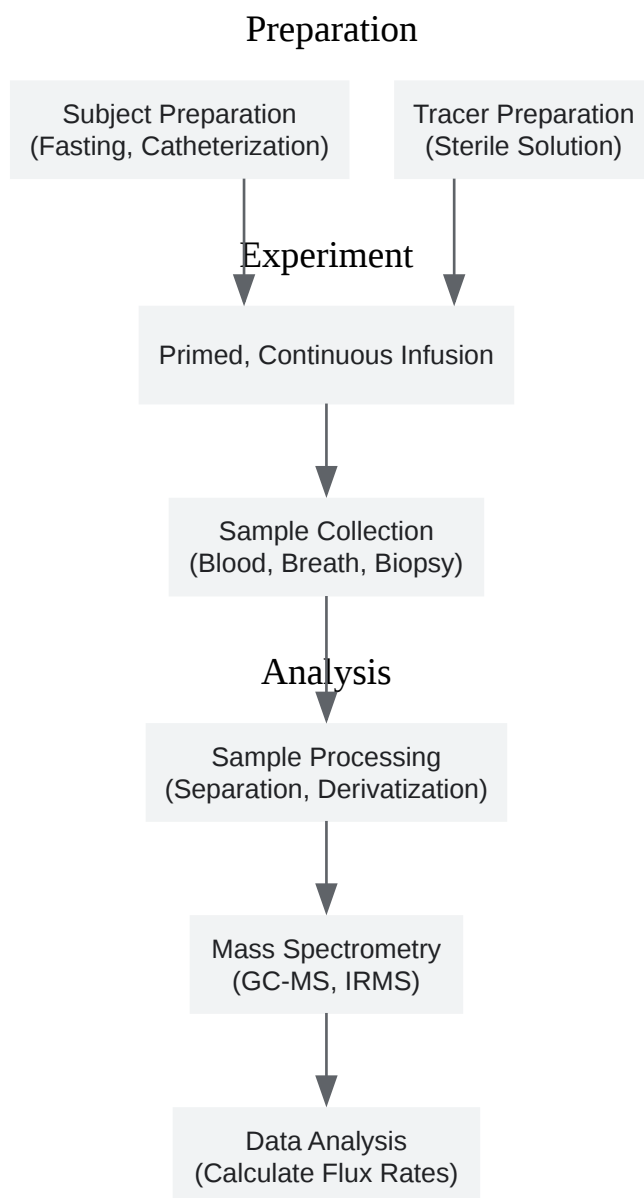 Preparation
Subject Preparation
(Fasting, Catheterization)
Tracer Preparation
(Sterile Solution)
Experiment
Primed, Continuous Infusion
Sample Collection
(Blood, Breath, Biopsy)
Analysis
Sample Processing
(Separation, Derivatization)
Mass Spectrometry
(GC-MS, IRMS)
Data Analysis
(Calculate Flux Rates)